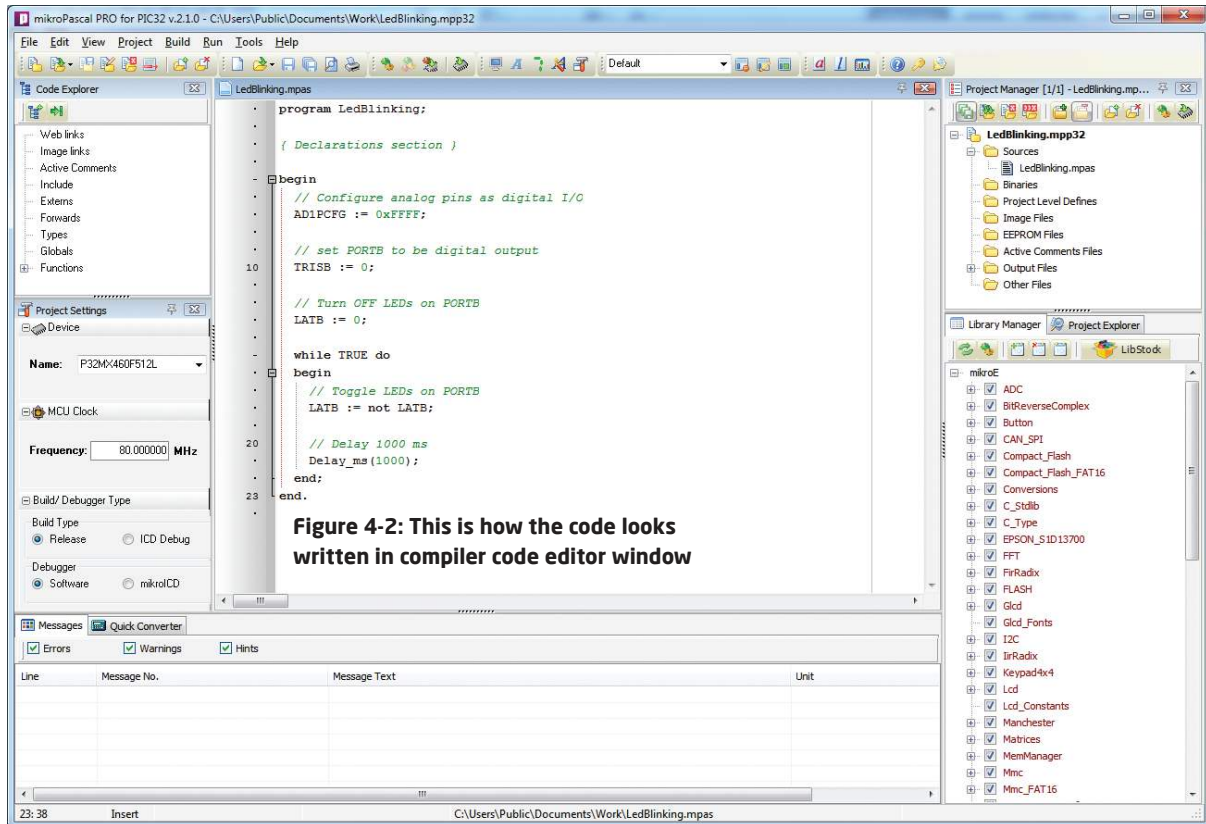 mikroPascal PRO for PIC32 v.2.1.0 - C:\Users\Public\Documents\Work\LedBlinking.mpp32
File Edit View Project Build Run Tools Help
Default
Code Explorer
Web links
Image links
Active Comments
Include
Externs
Forwards
Types
Globals
Functions
Project Settings
Device
Name: P32MX460F512L
MCU Clock
Frequency: 80.000000 MHz
Build/ Debugger Type
Build Type
Release ICD Debug
Debugger
Software mikroICD
LedBlinking.mpas
program LedBlinking;
{ Declarations section }
begin
// Configure analog pins as digital I/O
AD1PCFG := 0xFFFF;
// set PORTB to be digital output
10 TRISB := 0;
// Turn OFF LEDs on PORTB
LATB := 0;
while TRUE do
begin
// Toggle LEDs on PORTB
LATB := not LATB;
20 // Delay 1000 ms
Delay_ms(1000);
end;
23 end.
Figure 4-2: This is how the code looks
written in compiler code editor window
Project Manager [1/1] - LedBlinking.mp...
LedBlinking.mpp32
Sources
LedBlinking.mpas
Binaries
Project Level Defines
Image Files
EEPROM Files
Active Comments Files
Output Files
Other Files
Library Manager Project Explorer
LibStock
mikroE
ADC
BitReverseComplex
Button
CAN_SPI
Compact_Flash
Compact_Flash_FAT16
Conversions
C_Stdlib
C_Type
EPSON_S1D13700
FFT
FirRadix
FLASH
Glcd
Glcd_Fonts
I2C
IirRadix
Keypad4x4
Lcd
Lcd_Constants
Manchester
Matrices
MemManager
Mmc
Mmc_FAT16
Messages Quick Converter
Errors Warnings Hints
Line Message No. Message Text Unit
23: 38 Insert C:\Users\Public\Documents\Work\LedBlinking.mpas